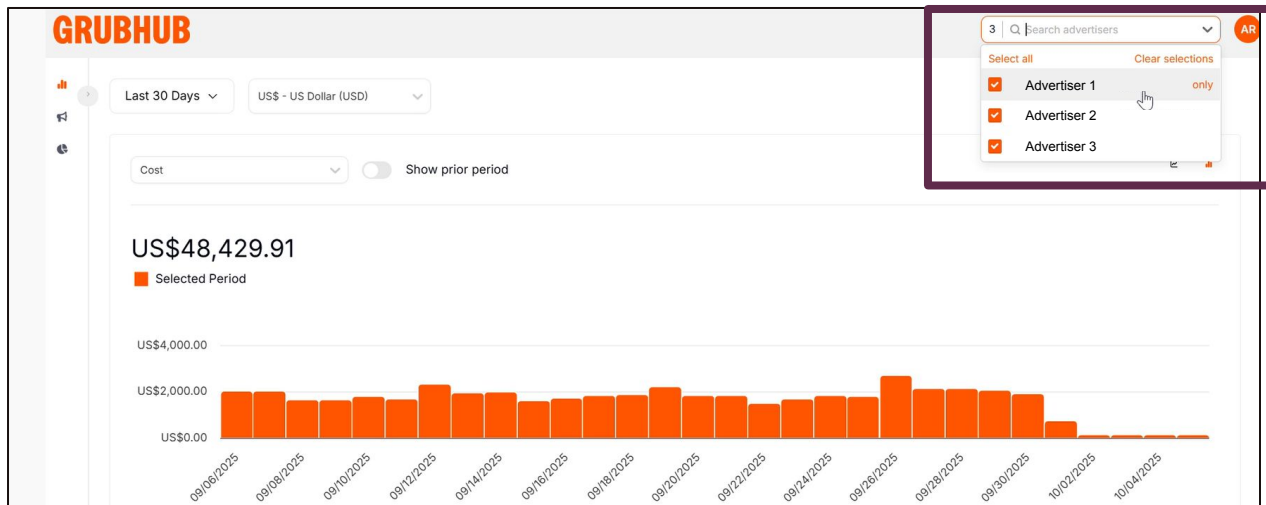 GRUBHUB
3 Search advertisers
AR
Select all Clear selections
Advertiser 1 only
Advertiser 2
Advertiser 3
Last 30 Days
US$ - US Dollar (USD)
Cost
Show prior period
US$48,429.91
Selected Period
US$4,000.00
US$2,000.00
US$0.00
09/06/2025 09/08/2025 09/10/2025 09/12/2025 09/14/2025 09/16/2025 09/18/2025 09/20/2025 09/22/2025 09/24/2025 09/26/2025 09/28/2025 09/30/2025 10/02/2025 10/04/2025